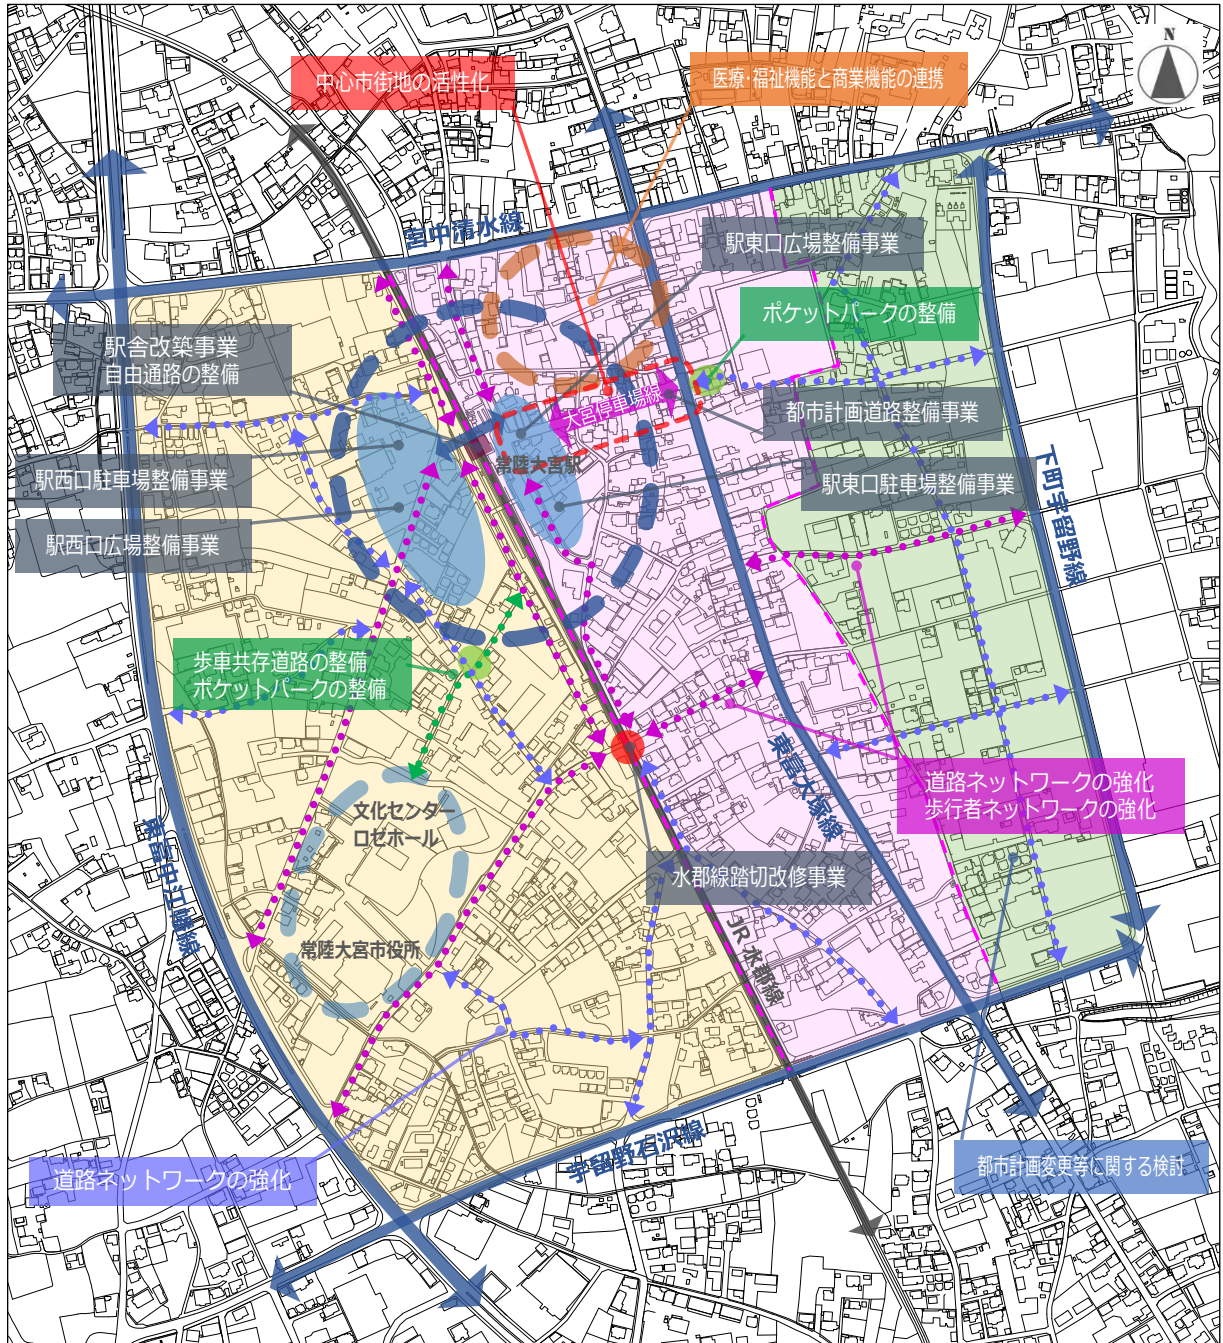 N
中心市街地の活性化
医療・福祉機能と商業機能の連携
宮中清水線
駅東口広場整備事業
ポケットパークの整備
駅舎改築事業
自由通路の整備
大宮停車場線
都市計画道路整備事業
常陸大宮駅
駅西口駐車場整備事業
駅東口駐車場整備事業
駅西口広場整備事業
下町宇留野線
歩車共存道路の整備
ポケットパークの整備
東富大塚線
道路ネットワークの強化
歩行者ネットワークの強化
文化センター
ロゼホール
東富中江幡線
水郡線踏切改修事業
常陸大宮市役所
JR 水郡線
宇留野石沢線
道路ネットワークの強化
都市計画変更等に関する検討